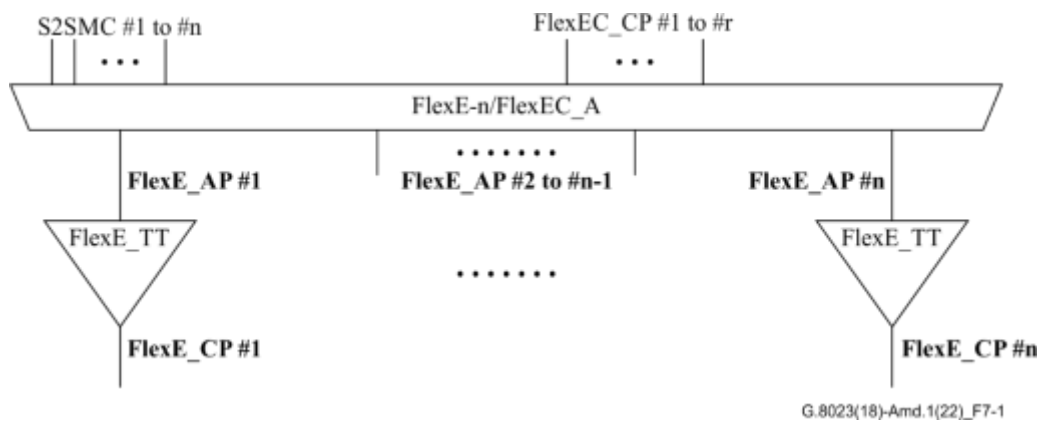 S2SMC #1 to #n
FlexEC_CP #1 to #r
FlexE-n/FlexEC_A
FlexE_AP #1
FlexE_AP #2 to #n-1
FlexE_AP #n
FlexE_TT
FlexE_TT
FlexE_CP #1
FlexE_CP #n
G.8023(18)-Amd.1(22)_F7-1